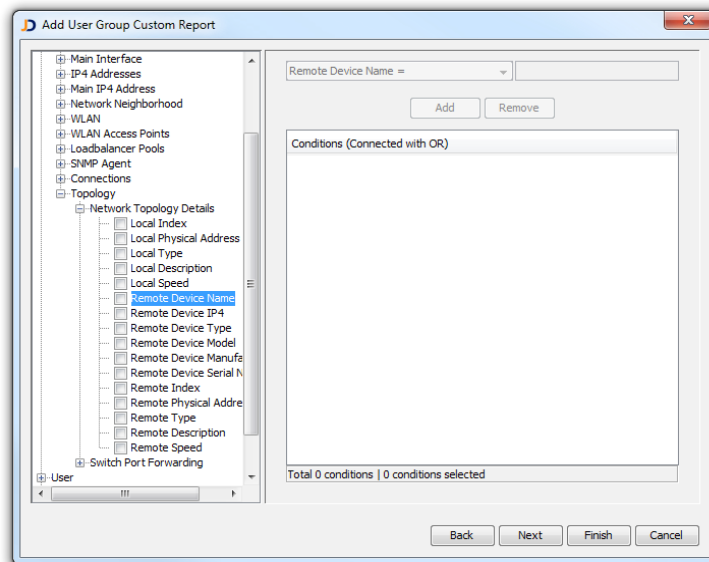 Add User Group Custom Report
Main Interface
IP4 Addresses
Main IP4 Address
Network Neighborhood
WLAN
WLAN Access Points
Loadbalancer Pools
SNMP Agent
Connections
Topology
Network Topology Details
Local Index
Local Physical Address
Local Type
Local Description
Local Speed
Remote Device Name
Remote Device IP4
Remote Device Type
Remote Device Model
Remote Device Manufa
Remote Device Serial N
Remote Index
Remote Physical Addre
Remote Type
Remote Description
Remote Speed
Switch Port Forwarding
User
Remote Device Name =
Add Remove
Conditions (Connected with OR)
Total 0 conditions | 0 conditions selected
Back Next Finish Cancel